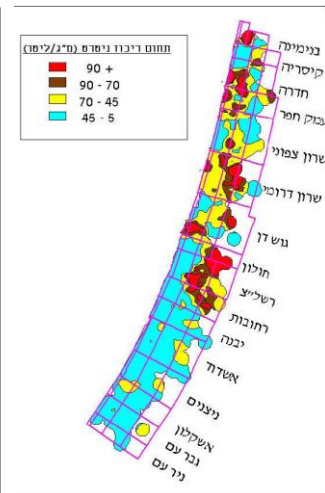 תחום ריכוז ניטרט (מ"ג/ליטר)
90 +
90 - 70
70 - 45
45 - 5
בנימינה
קיסריה
חדרה
עמק חפר
שרון צפוני
שרון דרומי
גוש דן
חולון
רשל"צ
רחובות
יבנה
אשדוד
ניצנים
אשקלון
גבר עם
ניר עם